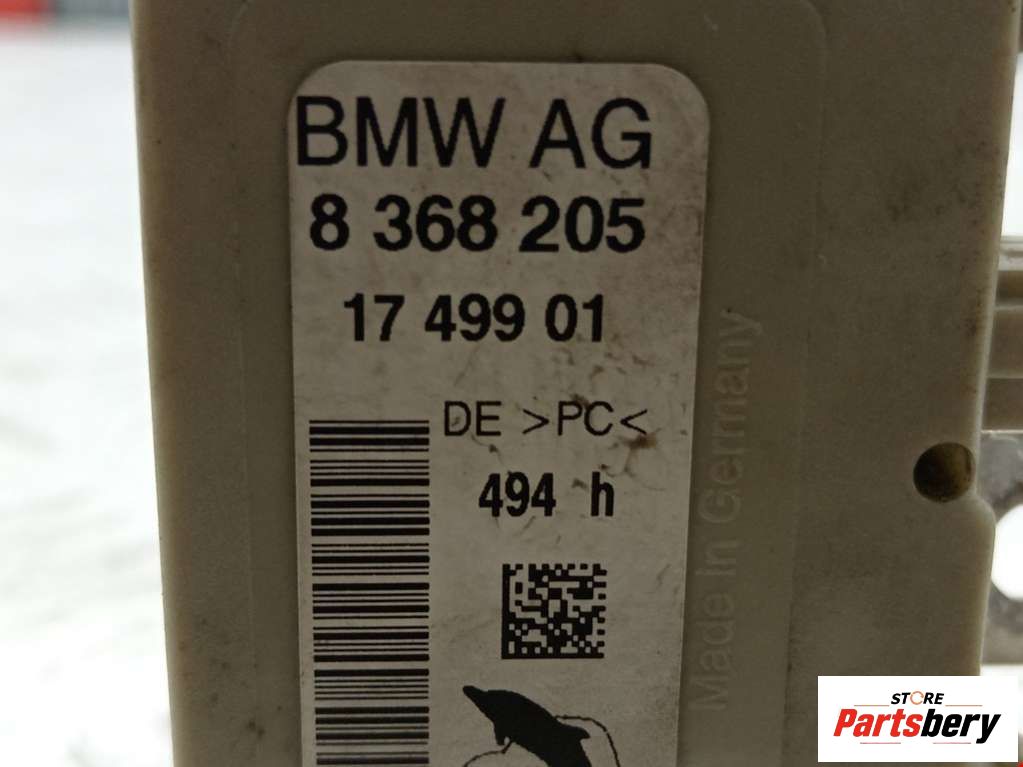 BMW AG
8 368 205
17 499 01
DE >PC<
494 h
Made in Germany
STORE
Partsbery